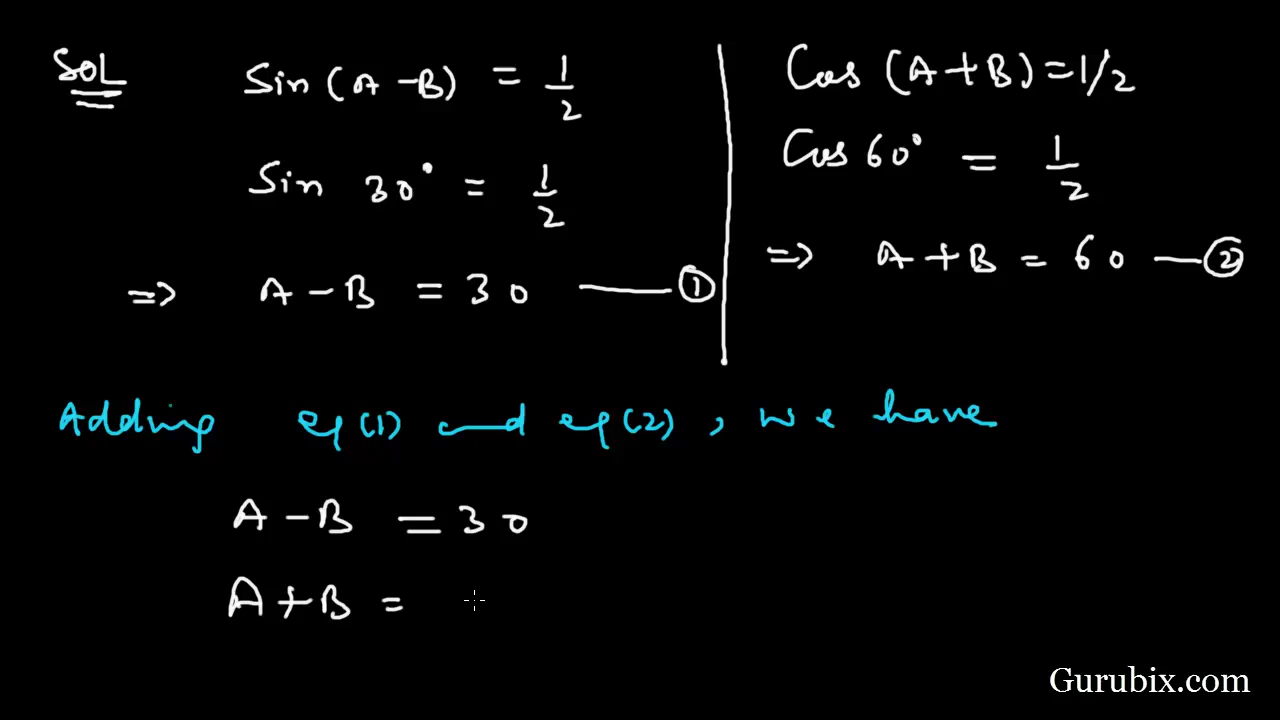 SOL
Sin (A - B) = 1/2
Sin 30° = 1/2
=> A - B = 30 — ①
Cos (A + B) = 1/2
Cos 60° = 1/2
=> A + B = 60 — ②
Adding eq(1) and eq(2), we have
A - B = 30
A + B =
Gurubix.com